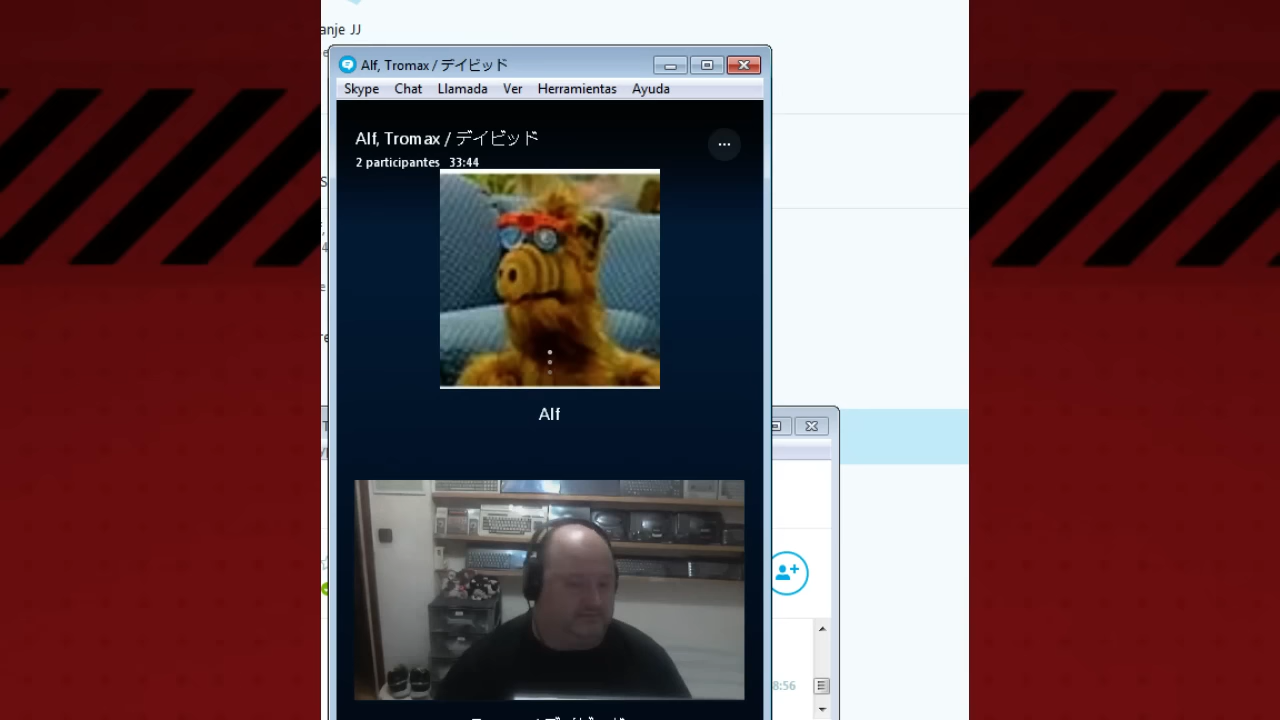 anje JJ
Alf, Tromax / デイビッド
Skype Chat Llamada Ver Herramientas Ayuda
Alf, Tromax / デイビッド
2 participantes 33:44
Alf
8:56